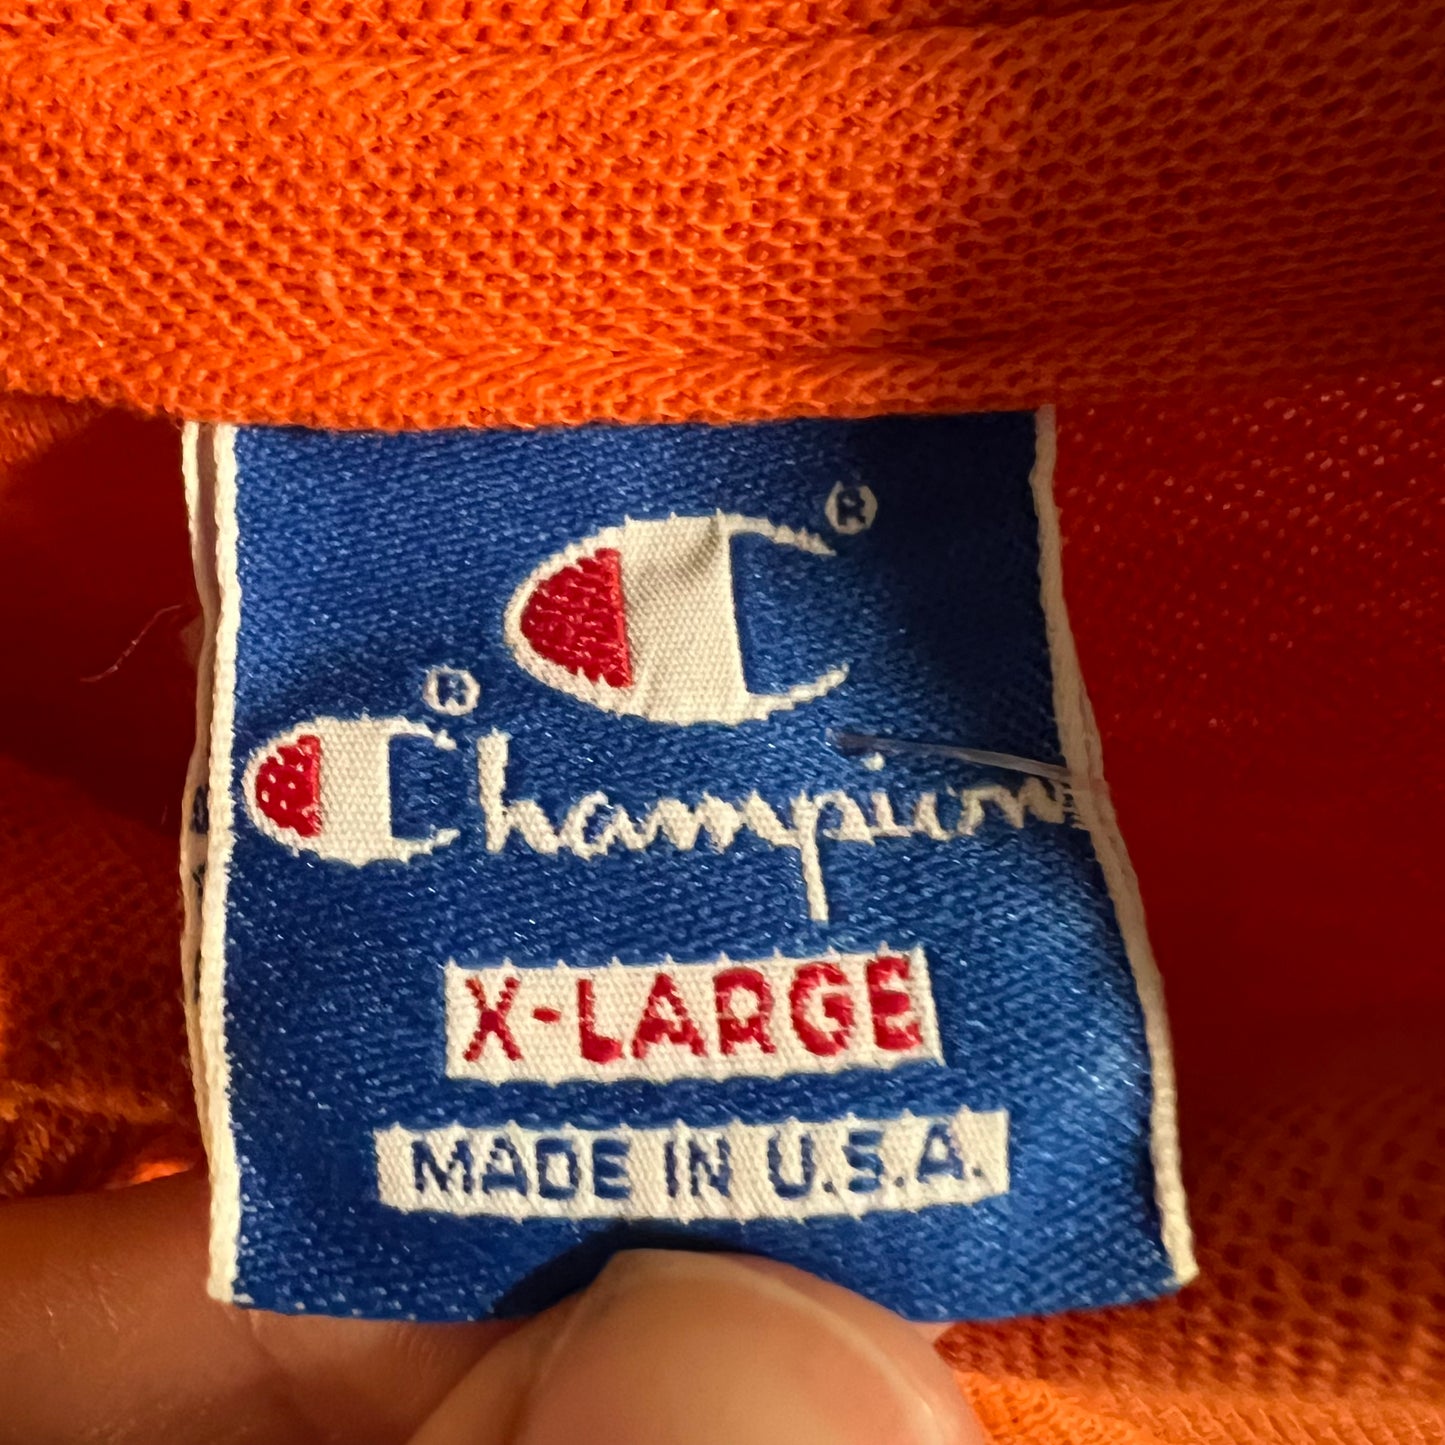 C®
Champion®
X-LARGE
MADE IN U.S.A.